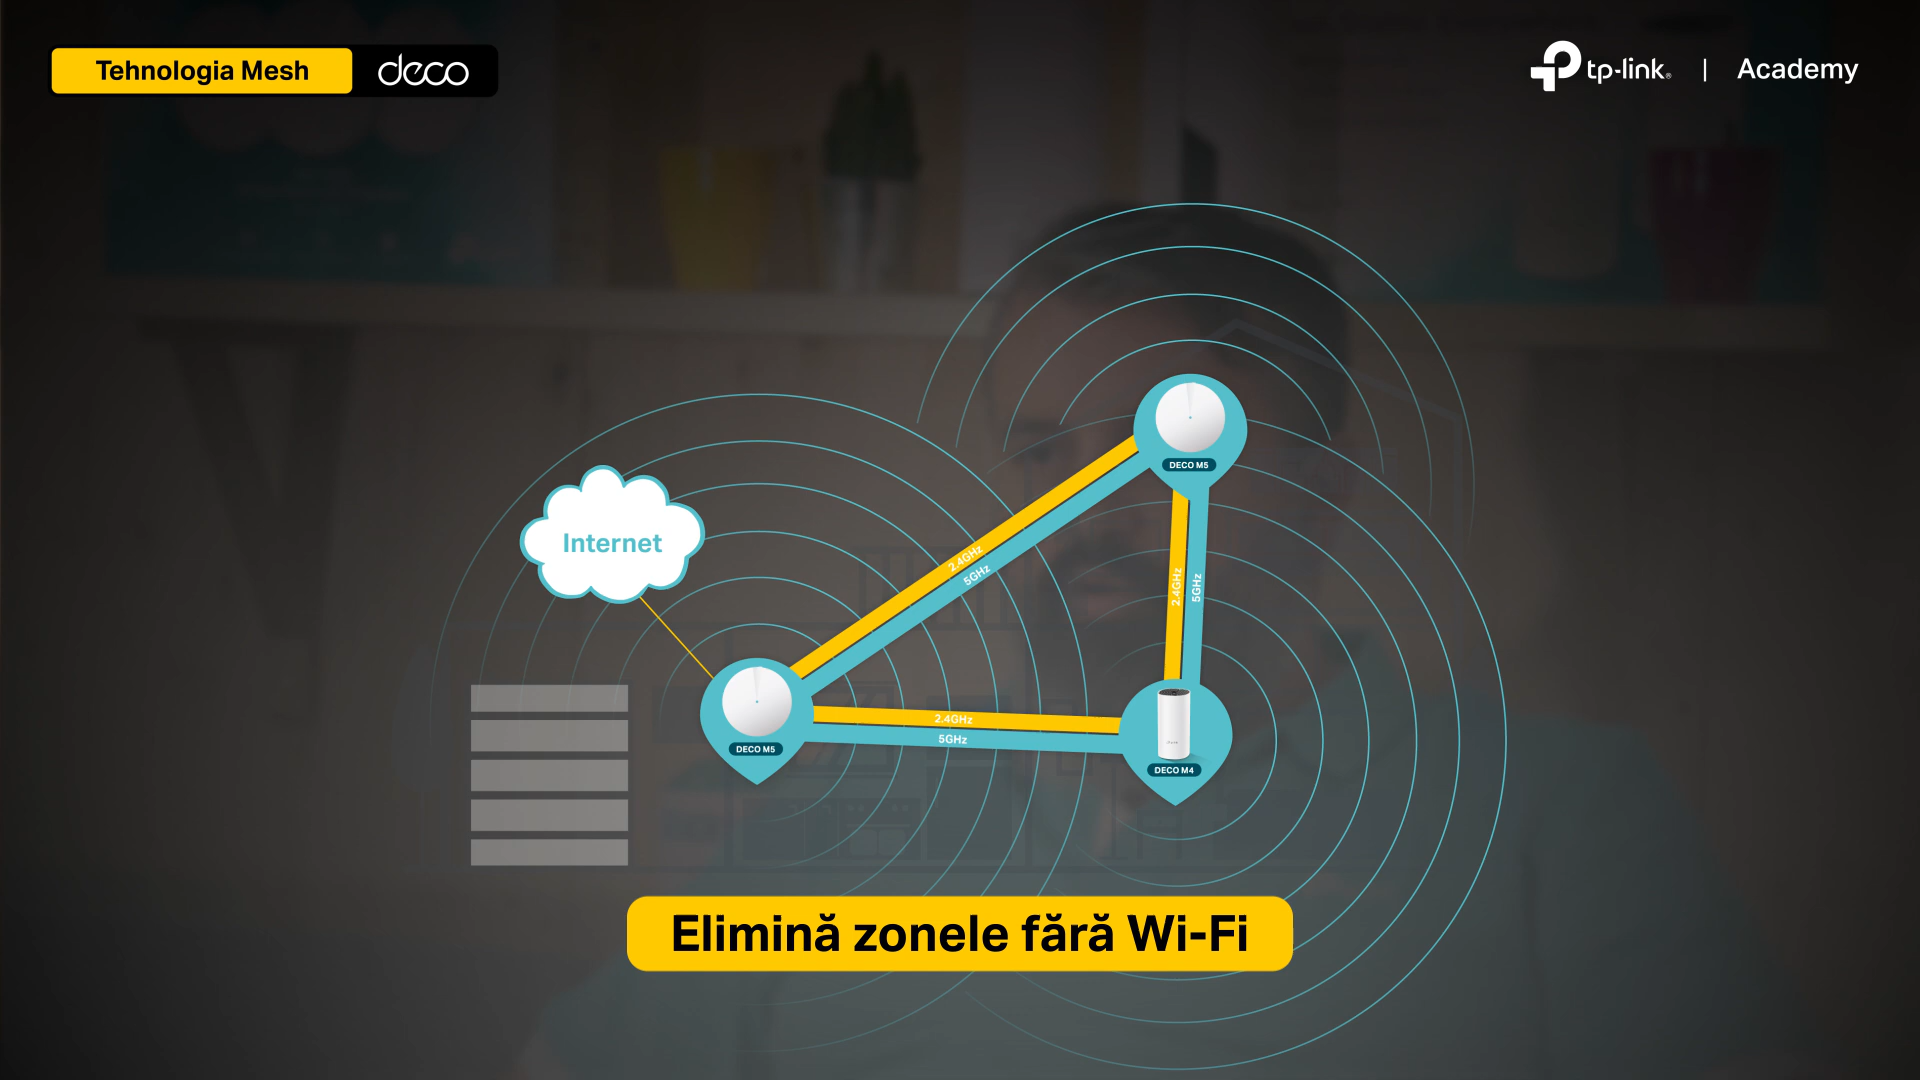 Tehnologia Mesh
deco
tp-link
| Academy
DECO M5
Internet
2.4GHz
5GHz
2.4GHz
5GHz
DECO M5
2.4GHz
5GHz
DECO M4
Elimină zonele fără Wi-Fi